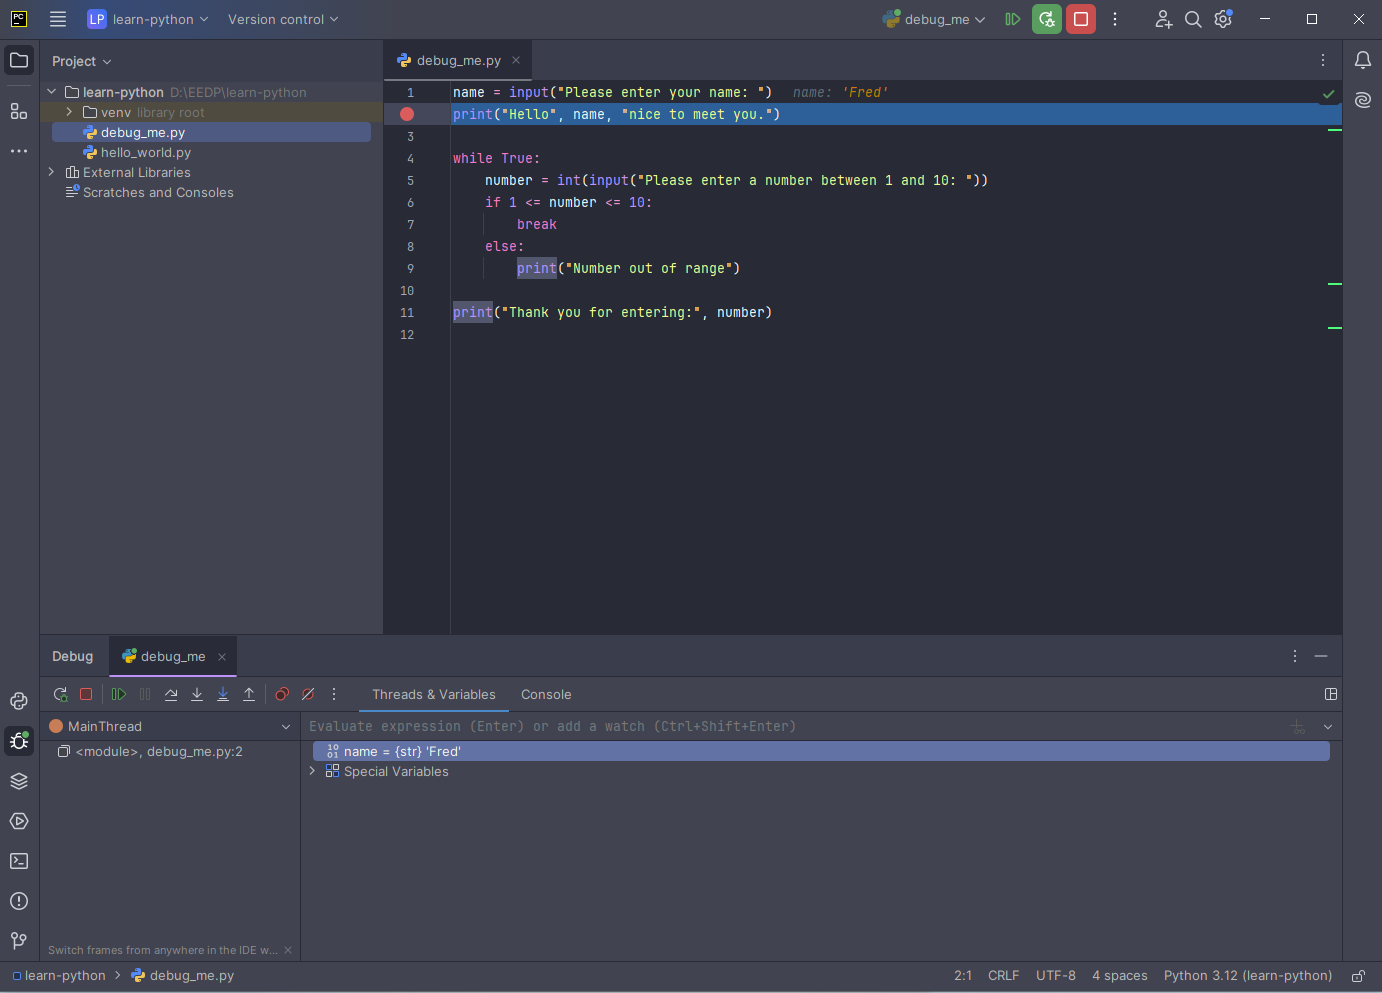 PC
LP learn-python
Version control
debug_me
Project
debug_me.py
learn-python D:\EEDP\learn-python
venv library root
debug_me.py
hello_world.py
External Libraries
Scratches and Consoles
1 name = input("Please enter your name: ") name: 'Fred'
print("Hello", name, "nice to meet you.")
3
4 while True:
5 number = int(input("Please enter a number between 1 and 10: "))
6 if 1 <= number <= 10:
7 break
8 else:
9 print("Number out of range")
10
11 print("Thank you for entering:", number)
12
Debug debug_me
Threads & Variables Console
MainThread
Evaluate expression (Enter) or add a watch (Ctrl+Shift+Enter)
<module>, debug_me.py:2
10 01 name = {str} 'Fred'
Special Variables
Switch frames from anywhere in the IDE w...
learn-python > debug_me.py
2:1 CRLF UTF-8 4 spaces Python 3.12 (learn-python)